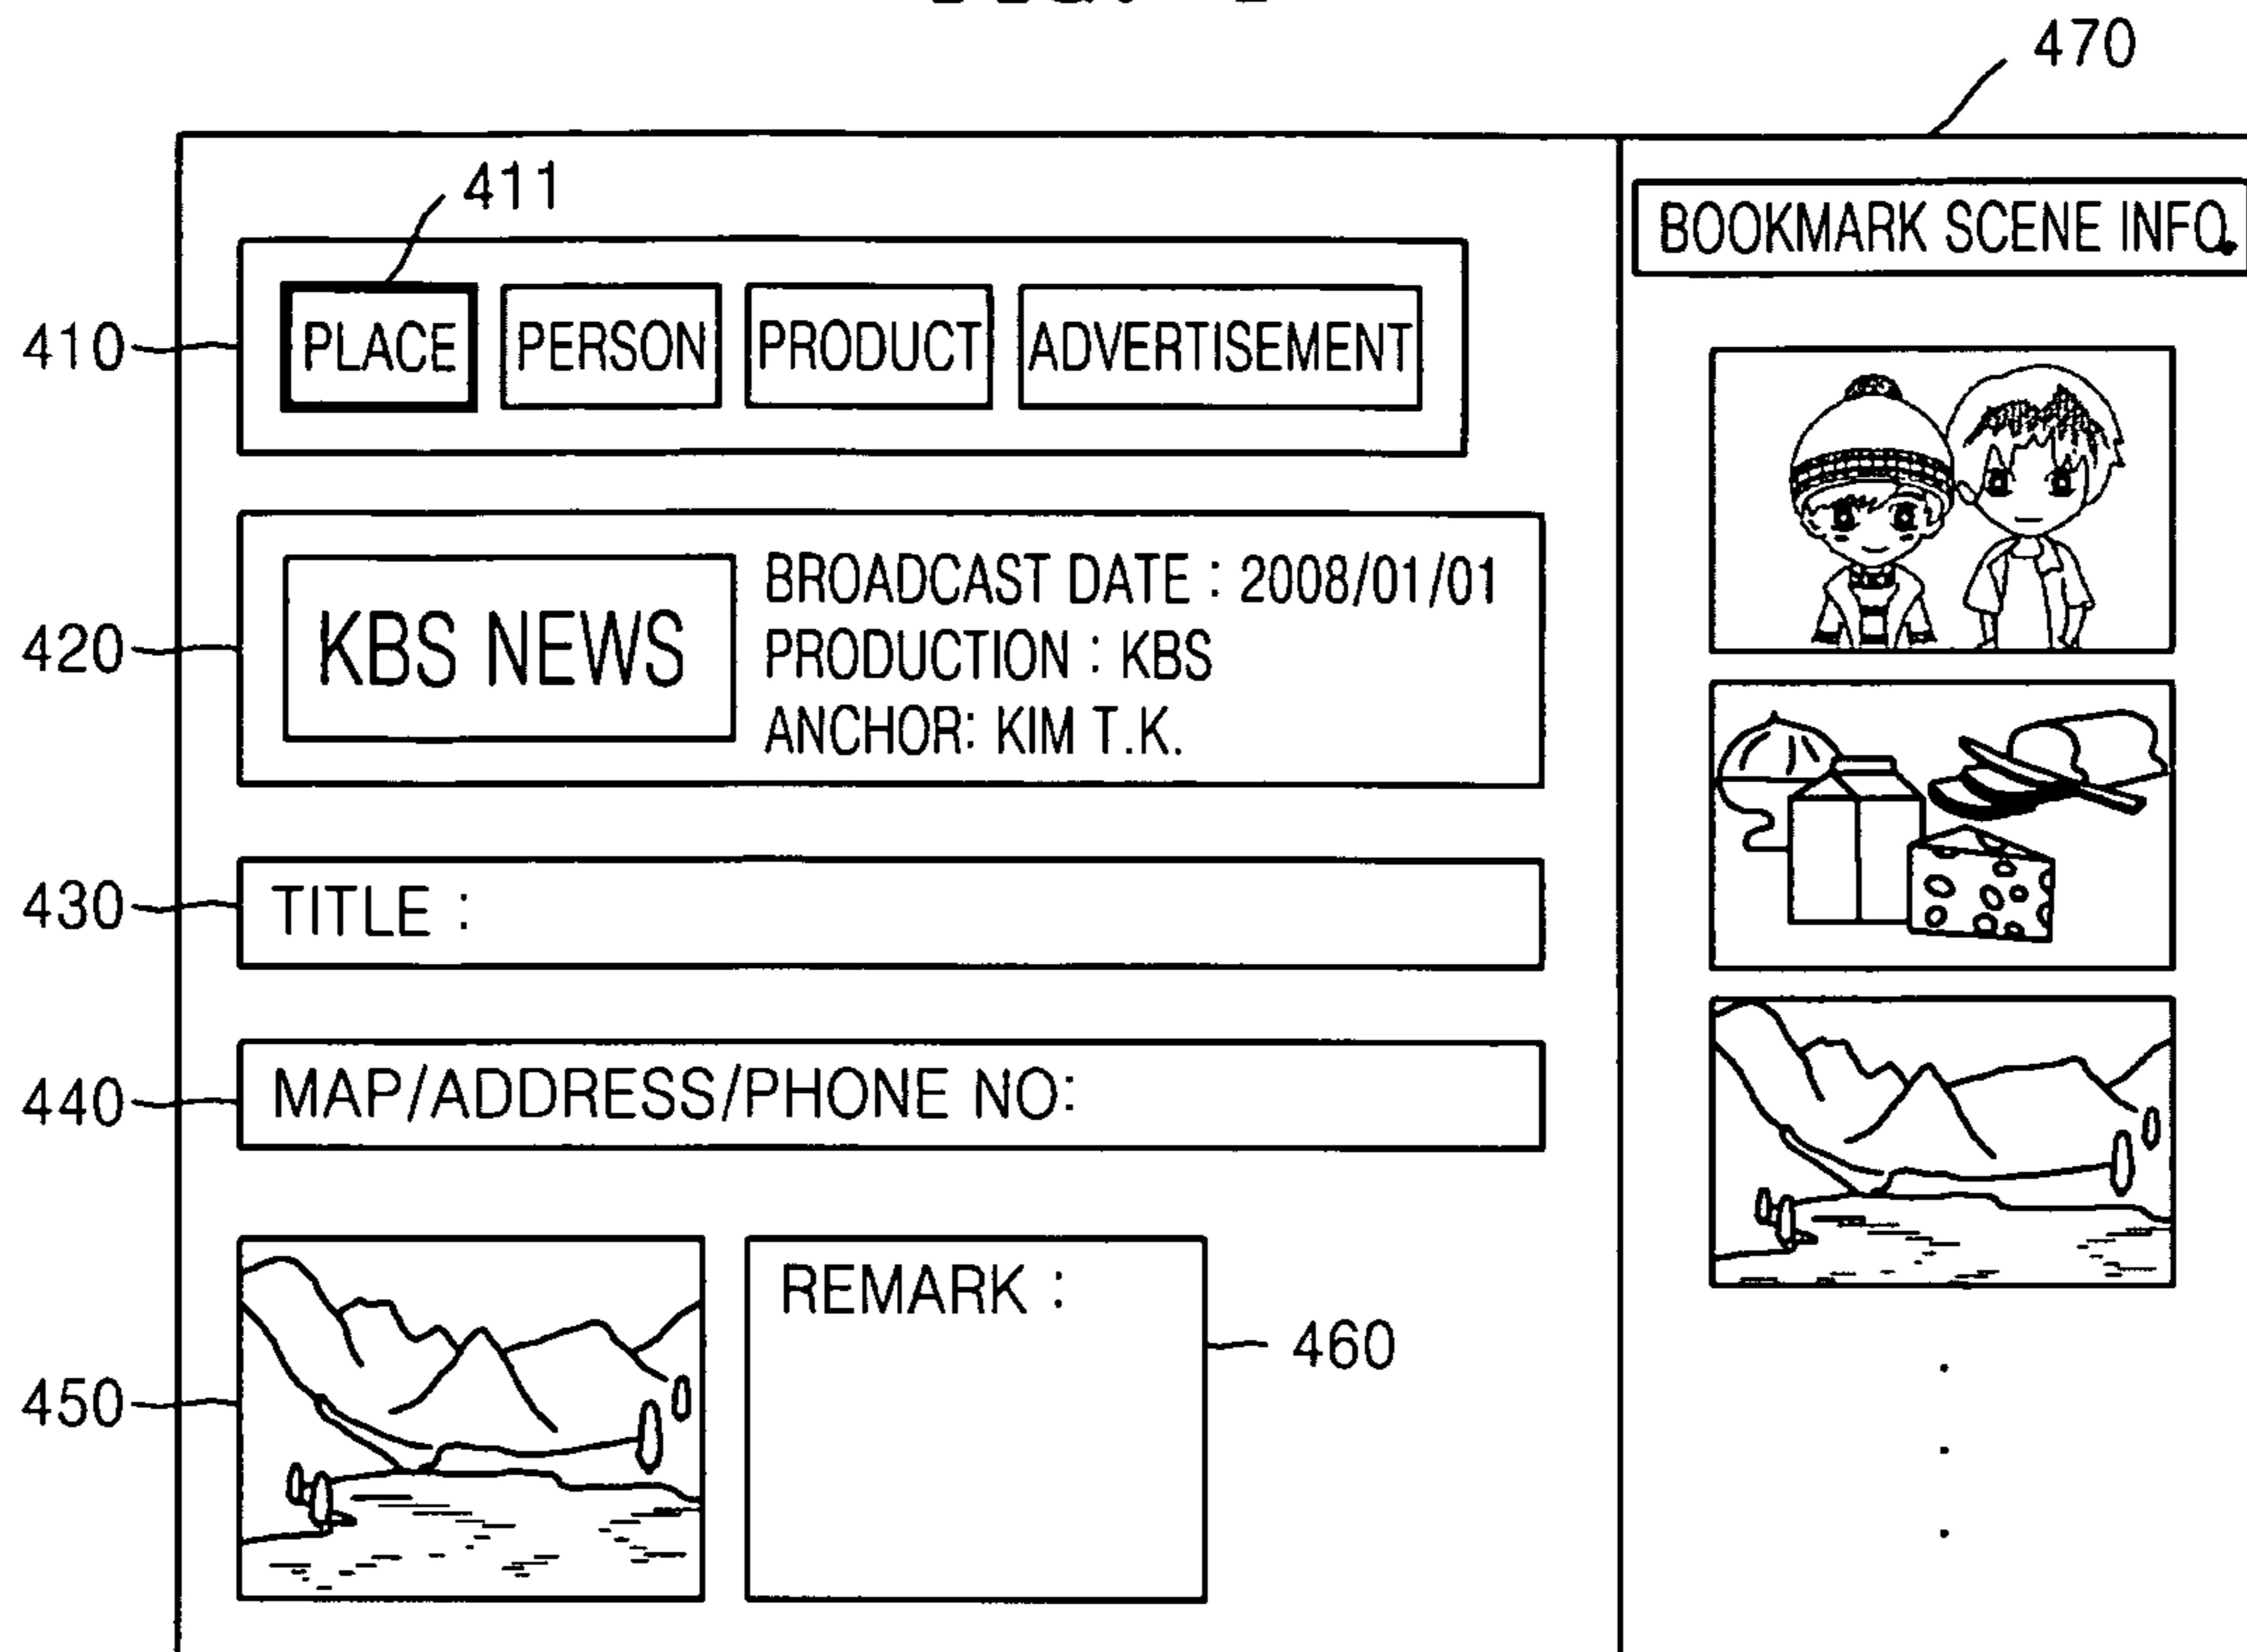 470
411
BOOKMARK SCENE INFO.
410
PLACE PERSON PRODUCT ADVERTISEMENT
420
KBS NEWS
BROADCAST DATE : 2008/01/01
PRODUCTION : KBS
ANCHOR: KIM T.K.
430
TITLE :
440
MAP/ADDRESS/PHONE NO:
450
REMARK :
460